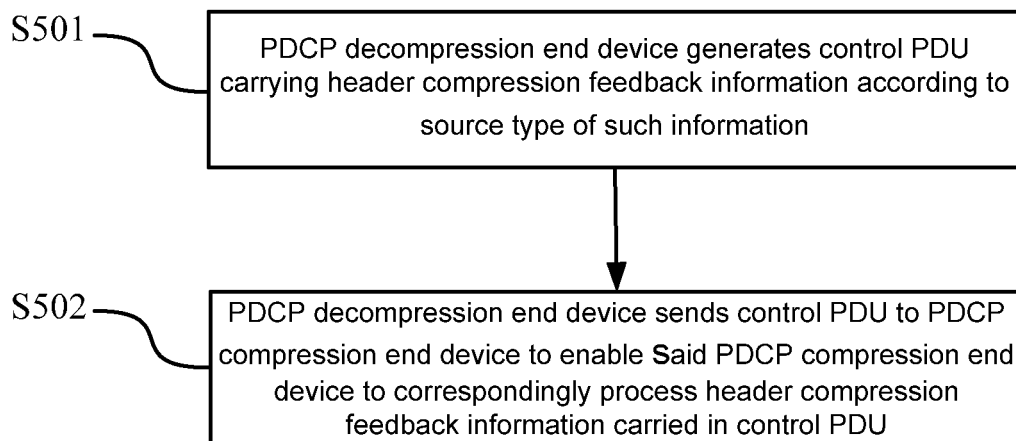 S501
PDCP decompression end device generates control PDU
carrying header compression feedback information according to
source type of such information
S502
PDCP decompression end device sends control PDU to PDCP
compression end device to enable Said PDCP compression end
device to correspondingly process header compression
feedback information carried in control PDU